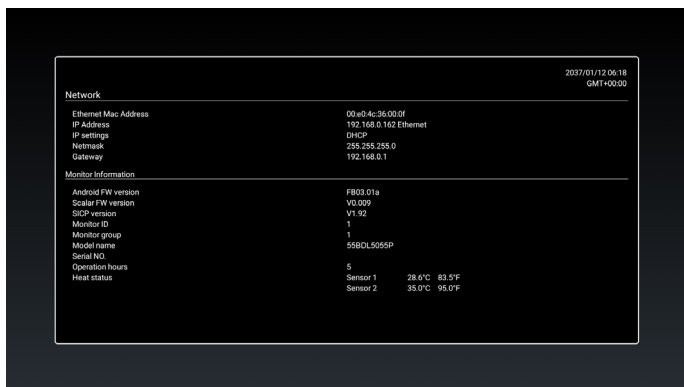 2037/01/12 06:18
GMT+00:00
Network
Ethernet Mac Address 00:e0:4c:36:00:0f
IP Address 192.168.0.162 Ethernet
IP settings DHCP
Netmask 255.255.255.0
Gateway 192.168.0.1
Monitor Information
Android FW version FB03.01a
Scalar FW version V0.009
SICP version V1.92
Monitor ID 1
Monitor group 1
Model name 55BDL5055P
Serial NO.
Operation hours 5
Heat status Sensor 1 28.6°C 83.5°F
Sensor 2 35.0°C 95.0°F